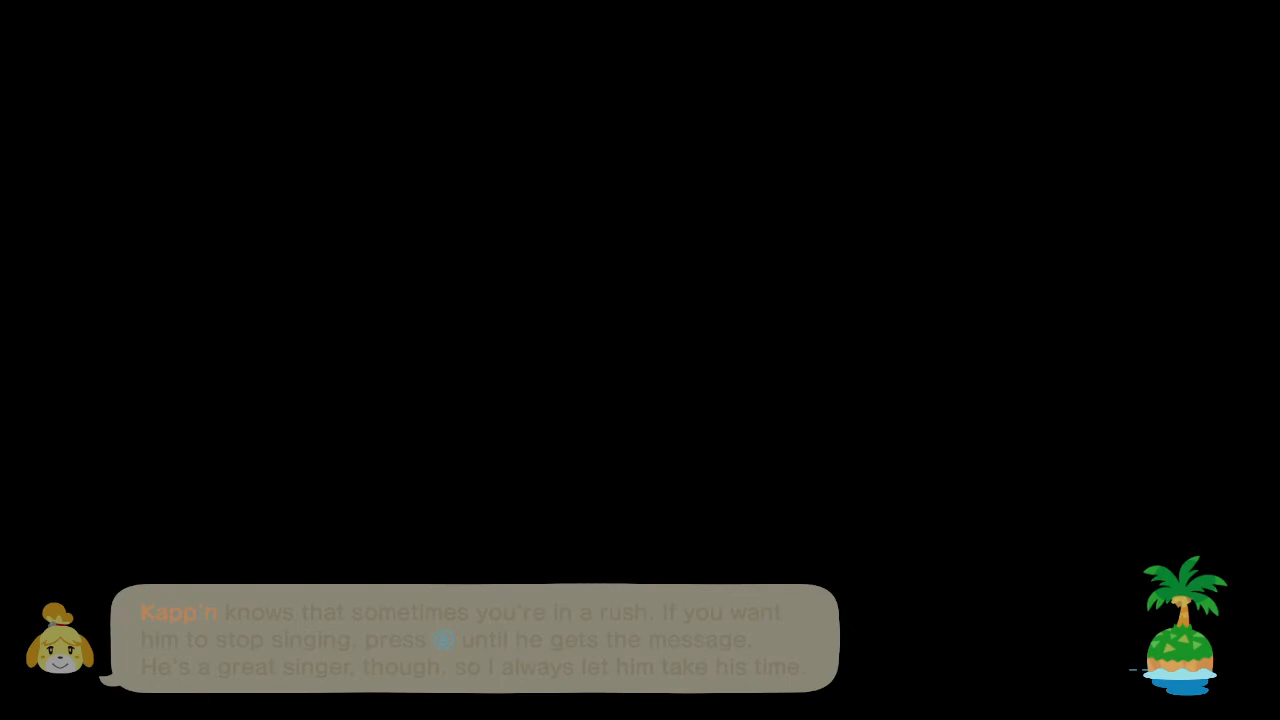 Kapp'n knows that sometimes you're in a rush. If you want
him to stop singing, press until he gets the message.
He's a great singer, though, so I always let him take his time.